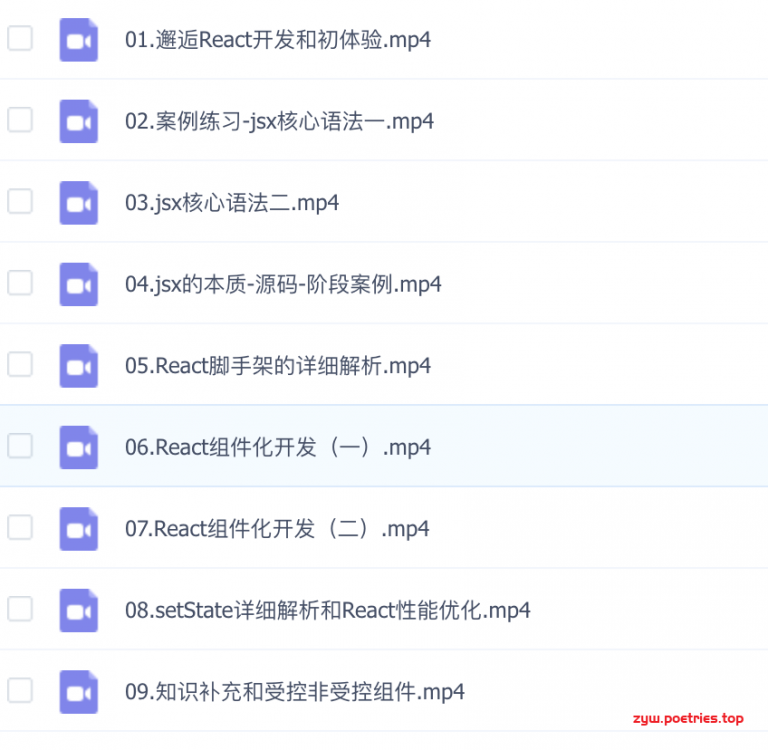 01.邂逅React开发和初体验.mp4
02.案例练习-jsx核心语法一.mp4
03.jsx核心语法二.mp4
04.jsx的本质-源码-阶段案例.mp4
05.React脚手架的详细解析.mp4
06.React组件化开发（一）.mp4
07.React组件化开发（二）.mp4
08.setState详细解析和React性能优化.mp4
09.知识补充和受控非受控组件.mp4
zyw.poetries.top